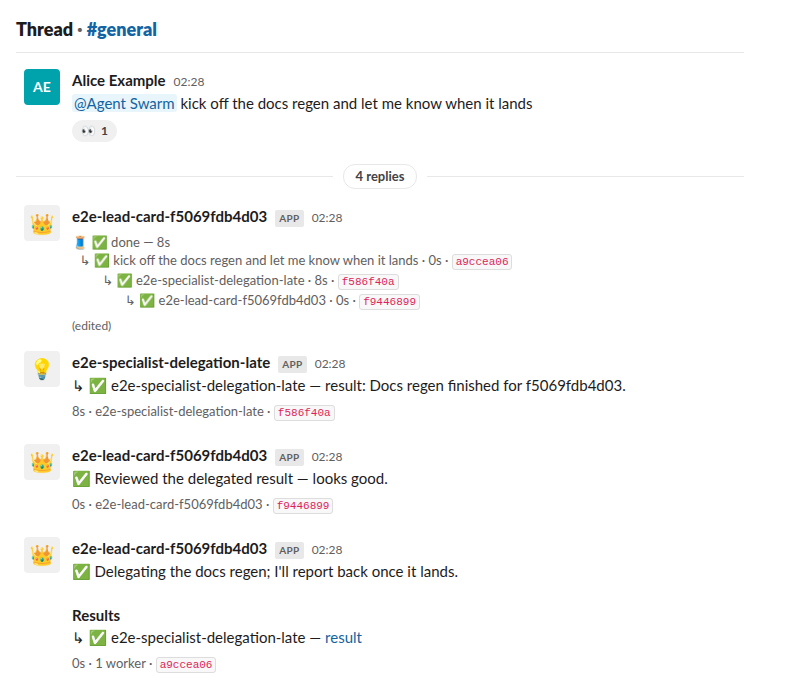 Thread • #general
AE
Alice Example 02:28
@Agent Swarm kick off the docs regen and let me know when it lands
👀 1
4 replies
e2e-lead-card-f5069fdb4d03 APP 02:28
🧵 ✅ done — 8s
↳ ✅ kick off the docs regen and let me know when it lands · 0s · a9ccea06
↳ ✅ e2e-specialist-delegation-late · 8s · f586f40a
↳ ✅ e2e-lead-card-f5069fdb4d03 · 0s · f9446899
(edited)
e2e-specialist-delegation-late APP 02:28
↳ ✅ e2e-specialist-delegation-late — result: Docs regen finished for f5069fdb4d03.
8s · e2e-specialist-delegation-late · f586f40a
e2e-lead-card-f5069fdb4d03 APP 02:28
✅ Reviewed the delegated result — looks good.
0s · e2e-lead-card-f5069fdb4d03 · f9446899
e2e-lead-card-f5069fdb4d03 APP 02:28
✅ Delegating the docs regen; I'll report back once it lands.
Results
↳ ✅ e2e-specialist-delegation-late — result
0s · 1 worker · a9ccea06